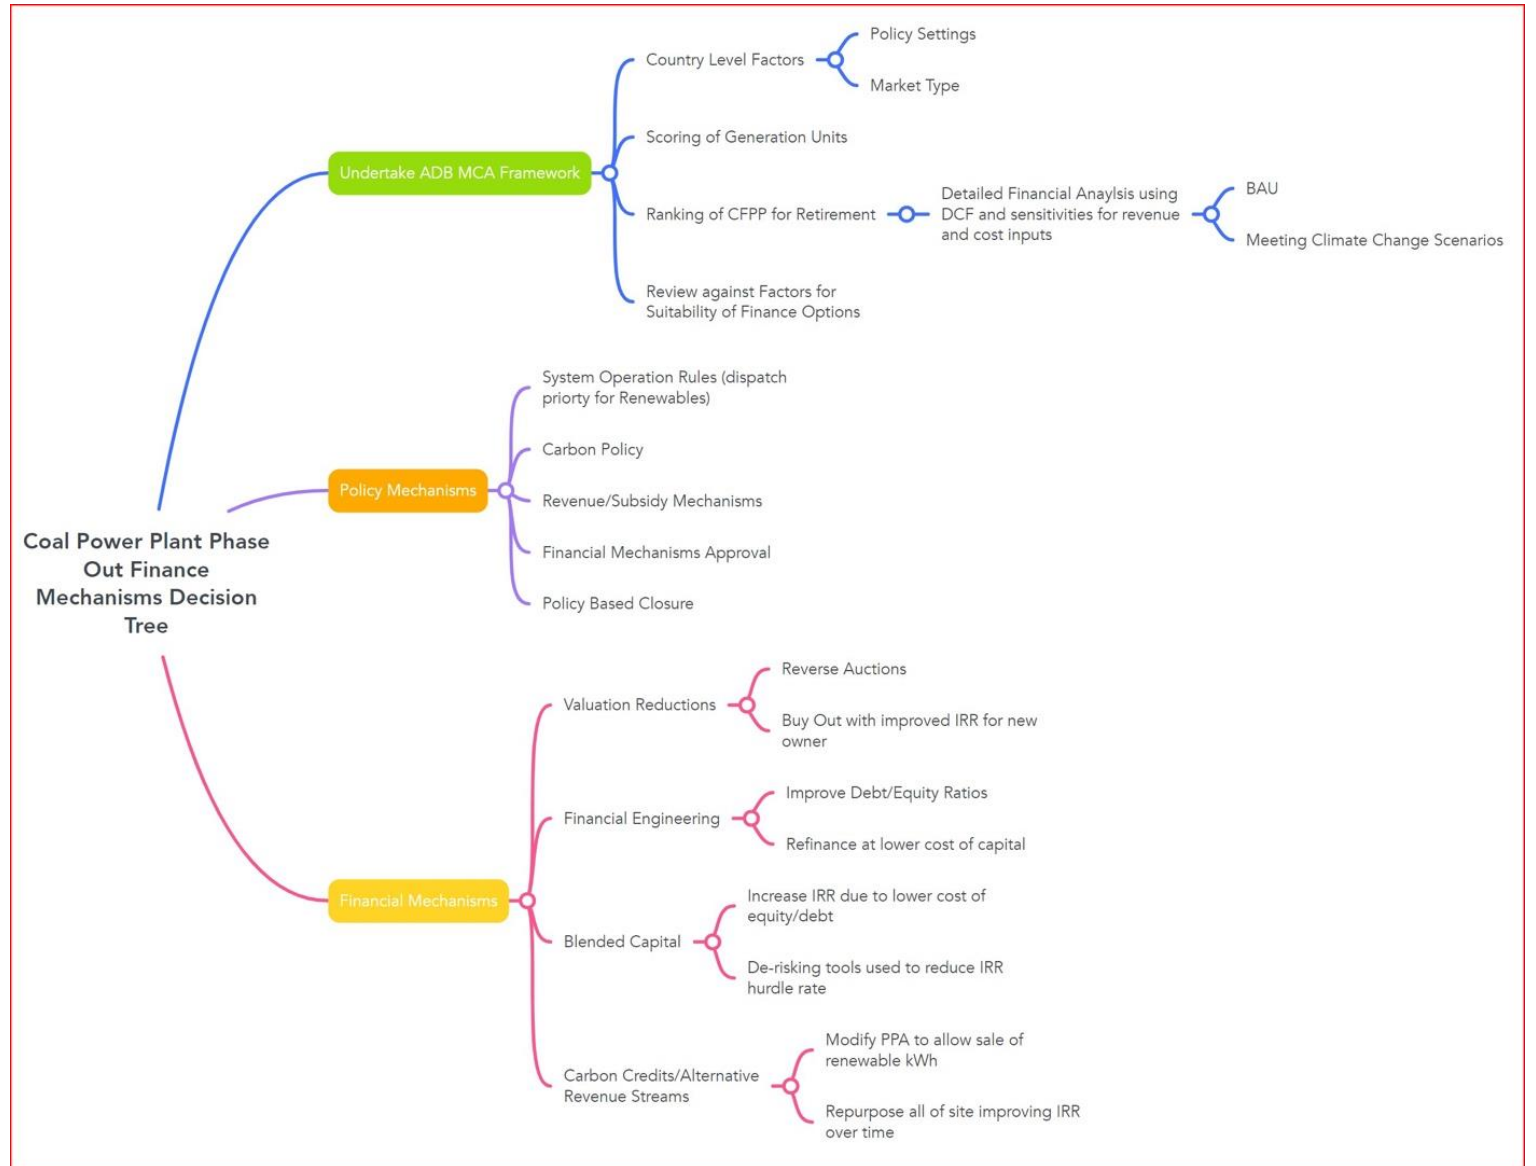 Coal Power Plant Phase
Out Finance
Mechanisms Decision
Tree
Undertake ADB MCA Framework
Country Level Factors
Policy Settings
Market Type
Scoring of Generation Units
Ranking of CFPP for Retirement
Detailed Financial Anaylsis using
DCF and sensitivities for revenue
and cost inputs
BAU
Meeting Climate Change Scenarios
Review against Factors for
Suitability of Finance Options
Policy Mechanisms
System Operation Rules (dispatch
priorty for Renewables)
Carbon Policy
Revenue/Subsidy Mechanisms
Financial Mechanisms Approval
Policy Based Closure
Financial Mechanisms
Valuation Reductions
Reverse Auctions
Buy Out with improved IRR for new
owner
Financial Engineering
Improve Debt/Equity Ratios
Refinance at lower cost of capital
Blended Capital
Increase IRR due to lower cost of
equity/debt
De-risking tools used to reduce IRR
hurdle rate
Carbon Credits/Alternative
Revenue Streams
Modify PPA to allow sale of
renewable kWh
Repurpose all of site improving IRR
over time